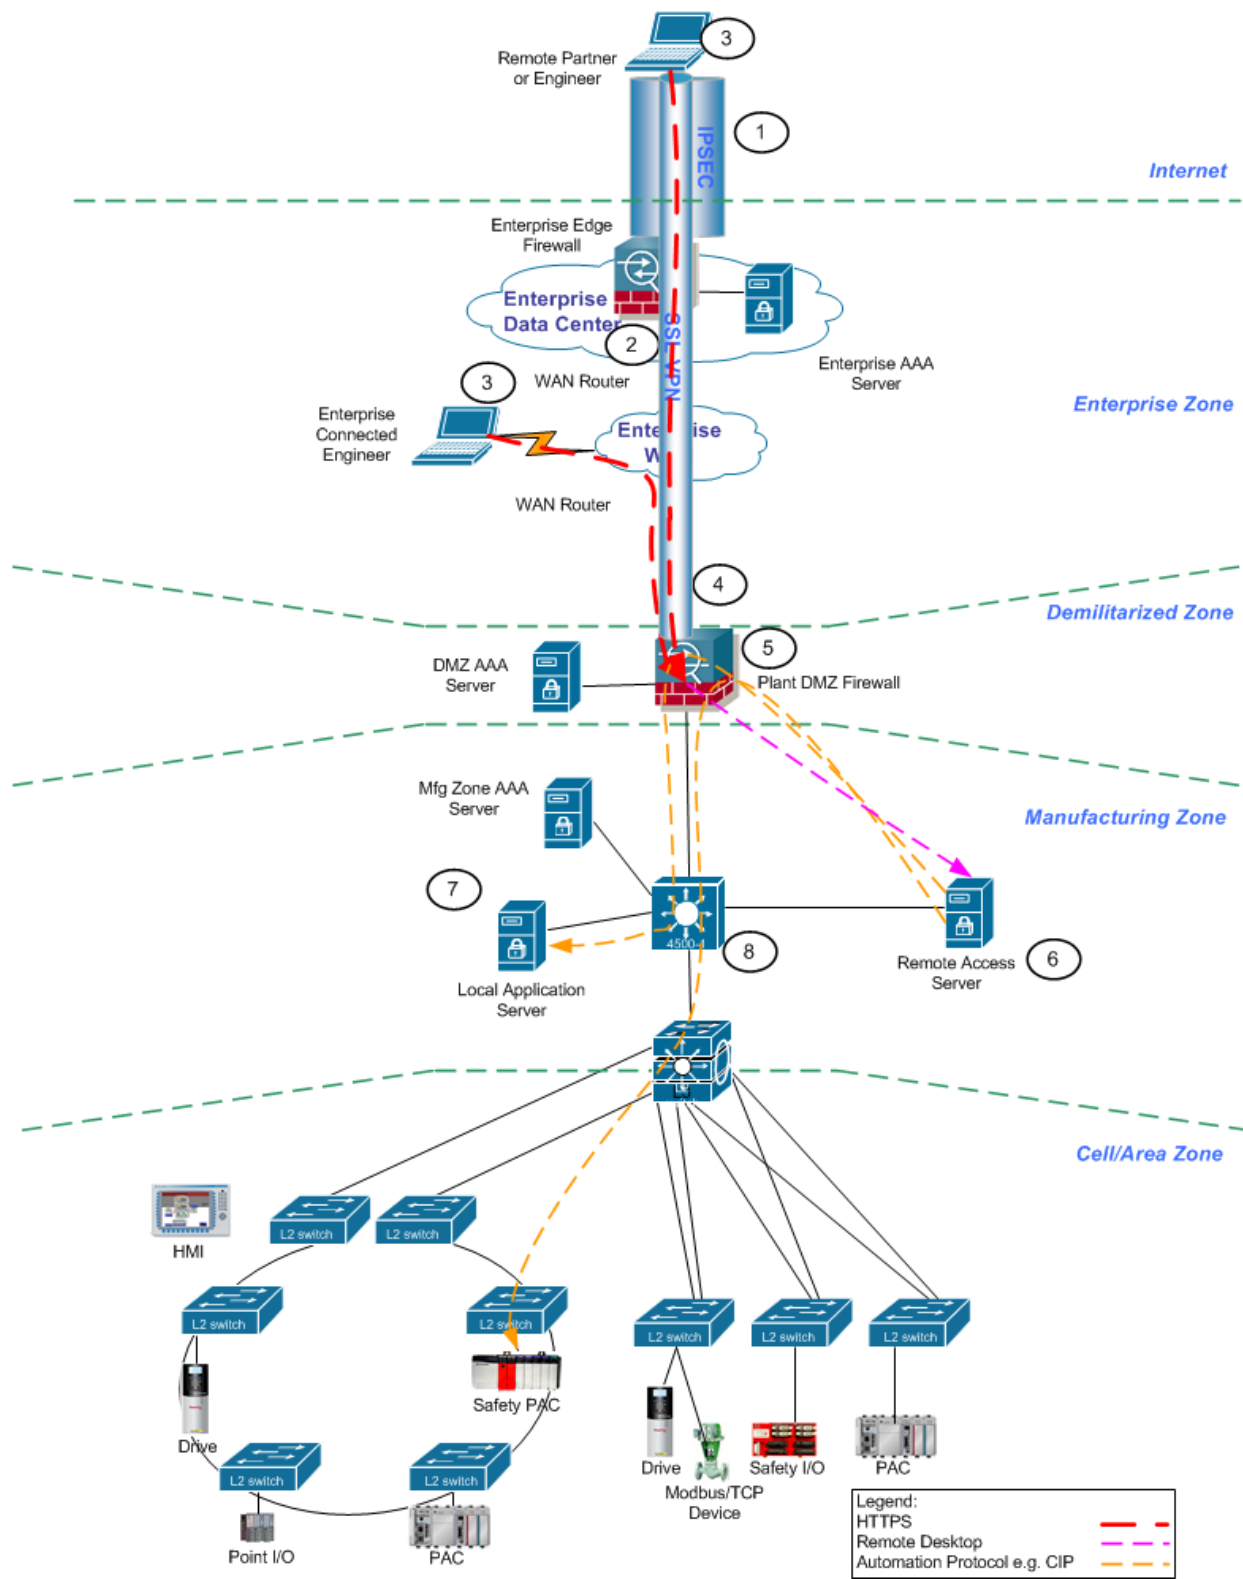 3
Remote Partner
or Engineer
1
IPSEC
Internet
Enterprise Edge
Firewall
Enterprise
Data Center
2
SSL VPN
Enterprise AAA
Server
WAN Router
3
Enterprise
Connected
Engineer
Enterprise
Enterprise Zone
WAN Router
4
Demilitarized Zone
5
DMZ AAA
Server
Plant DMZ Firewall
Mfg Zone AAA
Server
Manufacturing Zone
7
4500-
8
Local Application
Server
Remote Access
Server
6
Cell/Area Zone
HMI
L2 switch
L2 switch
L2 switch
L2 switch
L2 switch
L2 switch
L2 switch
Safety PAC
Drive
L2 switch
L2 switch
Point I/O
PAC
Drive
Modbus/TCP
Device
Safety I/O
PAC
Legend:
HTTPS
Remote Desktop
Automation Protocol e.g. CIP